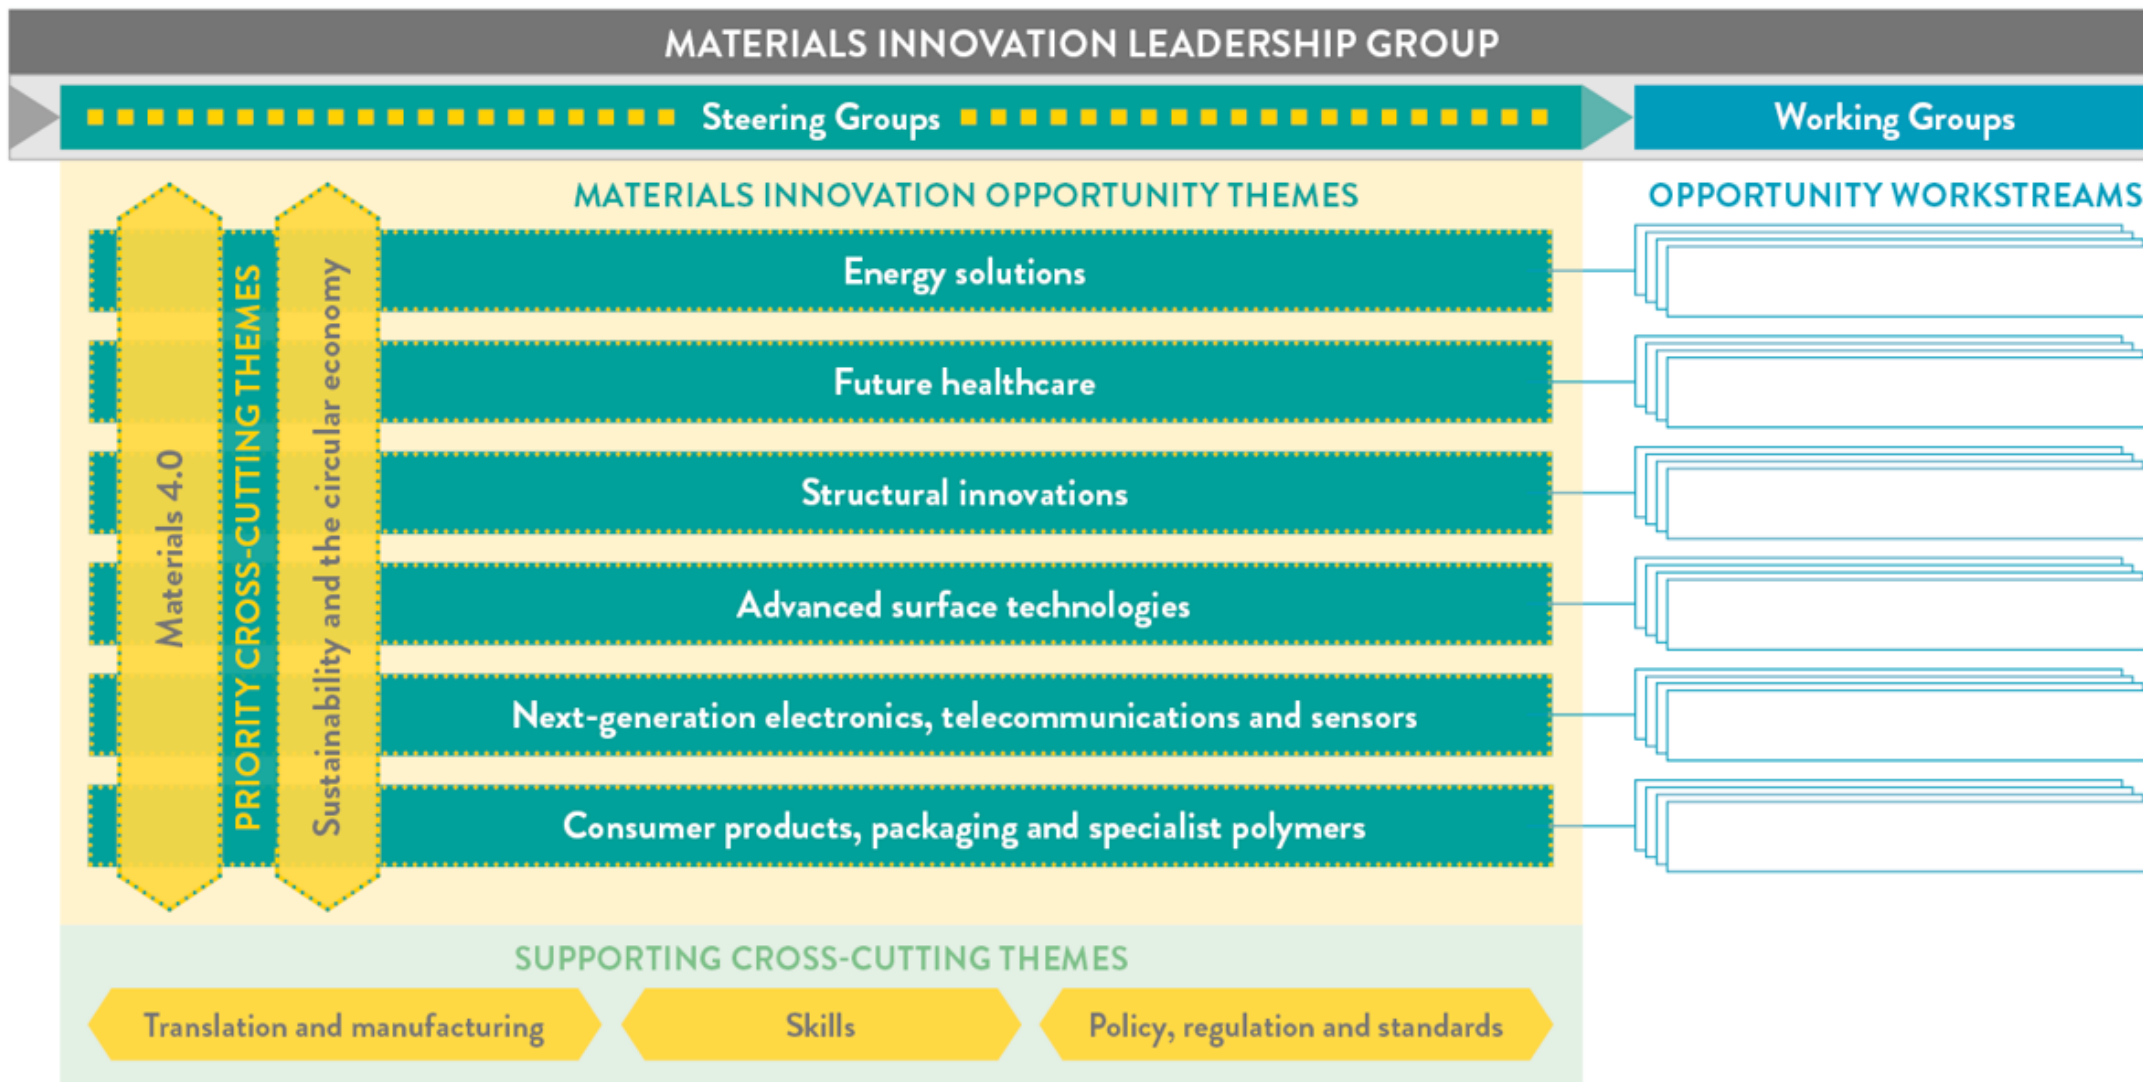 MATERIALS INNOVATION LEADERSHIP GROUP
Steering Groups
Working Groups
MATERIALS INNOVATION OPPORTUNITY THEMES
OPPORTUNITY WORKSTREAMS
Materials 4.0
PRIORITY CROSS-CUTTING THEMES
Sustainability and the circular economy
Energy solutions
Future healthcare
Structural innovations
Advanced surface technologies
Next-generation electronics, telecommunications and sensors
Consumer products, packaging and specialist polymers
SUPPORTING CROSS-CUTTING THEMES
Translation and manufacturing
Skills
Policy, regulation and standards